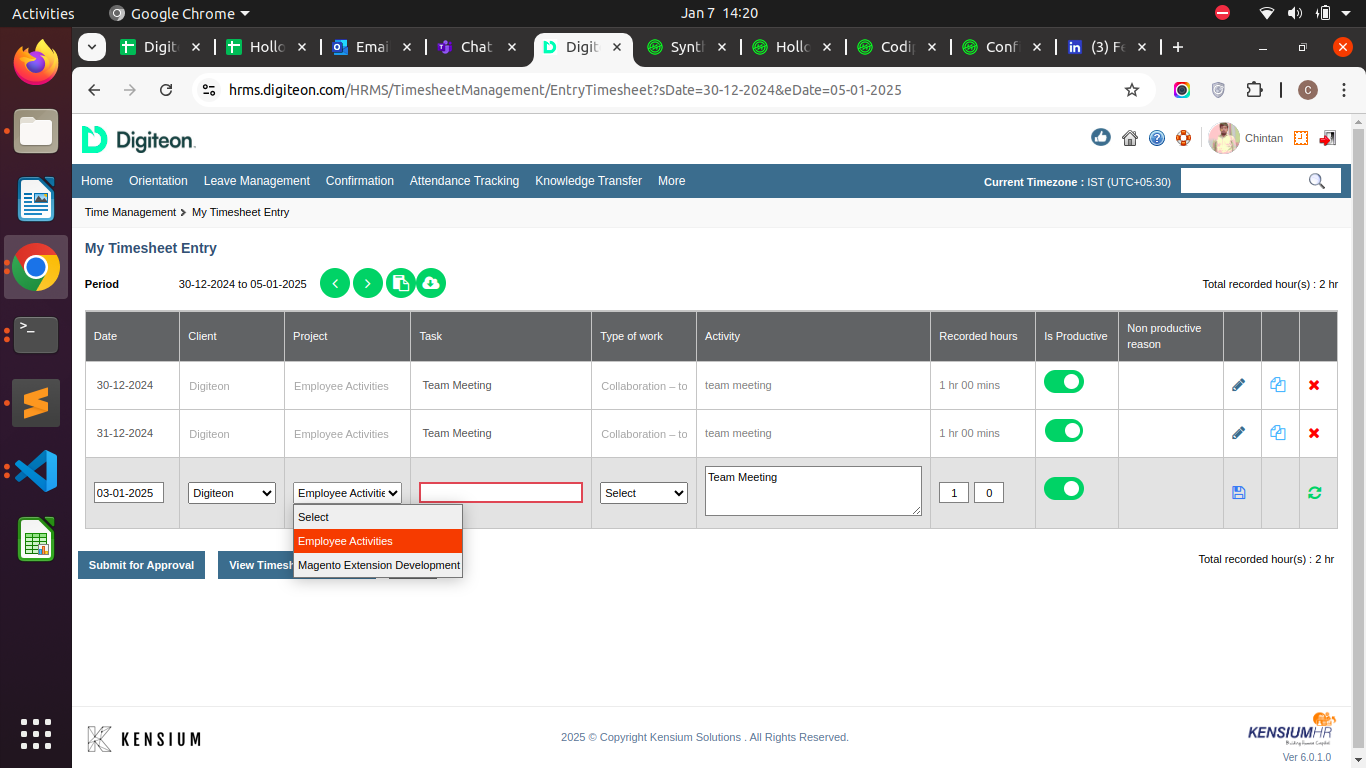 Activities
Google Chrome
Jan 7 14:20
Digit
Hollo
Email
Chat
Digit
Synth
Hollo
Codi
Confi
(3) Fe
hrms.digiteon.com/HRMS/TimesheetManagement/EntryTimesheet?sDate=30-12-2024&eDate=05-01-2025
C
Digiteon.
Chintan
Home Orientation Leave Management Confirmation Attendance Tracking Knowledge Transfer More
Current Timezone : IST (UTC+05:30)
Time Management My Timesheet Entry
My Timesheet Entry
Period 30-12-2024 to 05-01-2025
Total recorded hour(s) : 2 hr
Date Client Project Task Type of work Activity Recorded hours Is Productive Non productive
reason
30-12-2024 Digiteon Employee Activities Team Meeting Collaboration – to team meeting 1 hr 00 mins
31-12-2024 Digiteon Employee Activities Team Meeting Collaboration – to team meeting 1 hr 00 mins
03-01-2025 Digiteon Employee Activitie Select Team Meeting 1 0
Select
Employee Activities
Magento Extension Development
Submit for Approval View Timesh
Total recorded hour(s) : 2 hr
KENSIUM
2025 © Copyright Kensium Solutions . All Rights Reserved.
KENSIUMHR
Building Human Capital
Ver 6.0.1.0